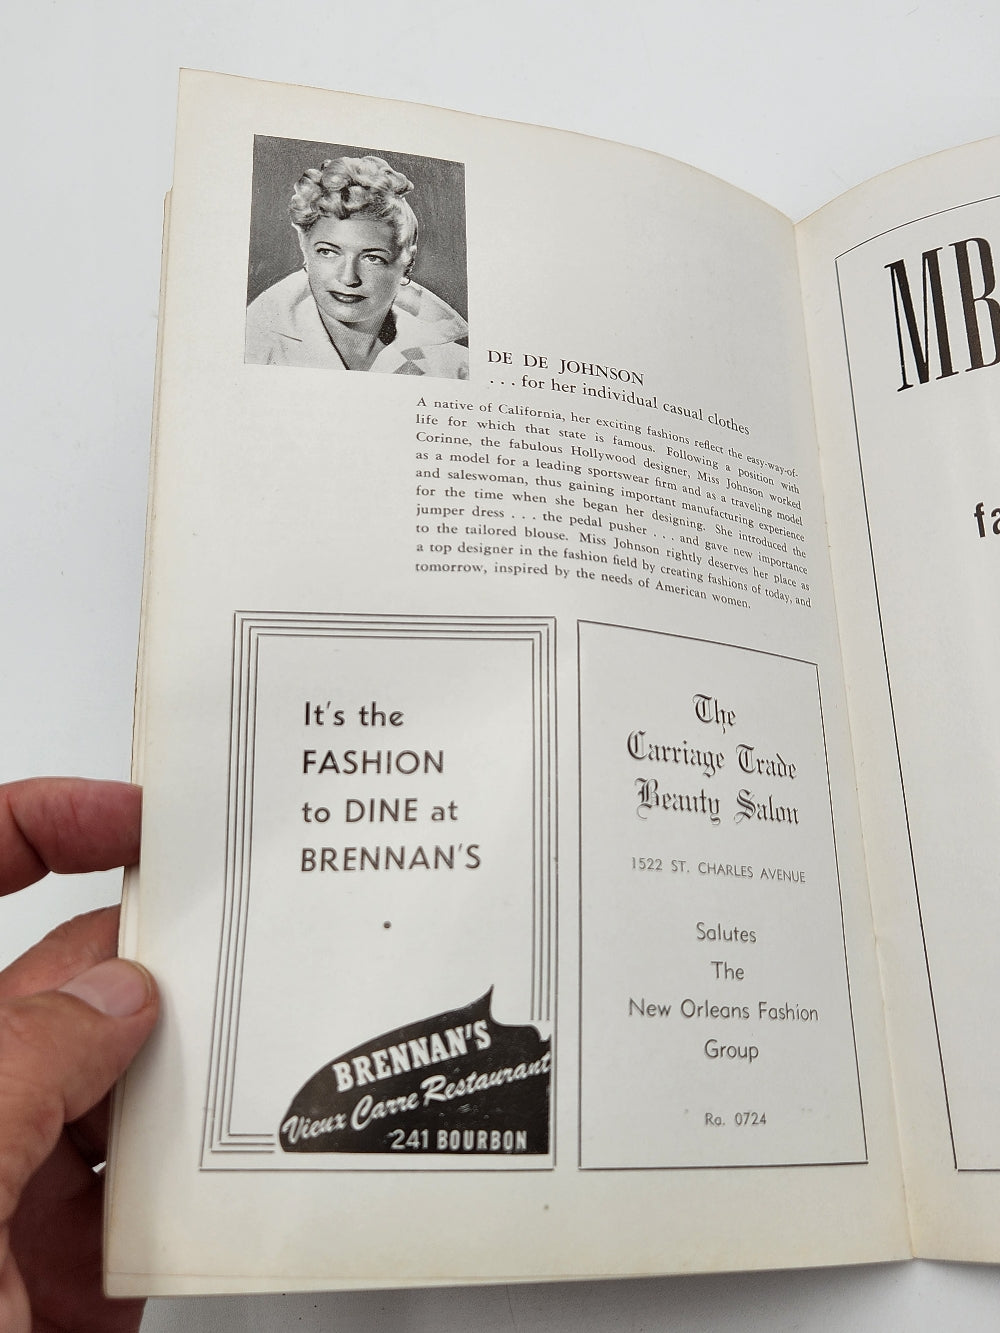 DE DE JOHNSON
. . . for her individual casual clothes
A native of California, her exciting fashions reflect the easy-way-of-
life for which that state is famous. Following a position with
Corinne, the fabulous Hollywood designer, Miss Johnson worked
as a model for a leading sportswear firm and as a traveling model
and saleswoman, thus gaining important manufacturing experience
for the time when she began her designing. She introduced the
jumper dress . . . the pedal pusher . . . and gave new importance
to the tailored blouse. Miss Johnson rightly deserves her place as
a top designer in the fashion field by creating fashions of today, and
tomorrow, inspired by the needs of American women.
It's the
FASHION
to DINE at
BRENNAN'S
BRENNAN'S
Vieux Carre Restaurant
241 BOURBON
The
Carriage Trade
Beauty Salon
1522 ST. CHARLES AVENUE
Salutes
The
New Orleans Fashion
Group
Ra. 0724
MB
fa